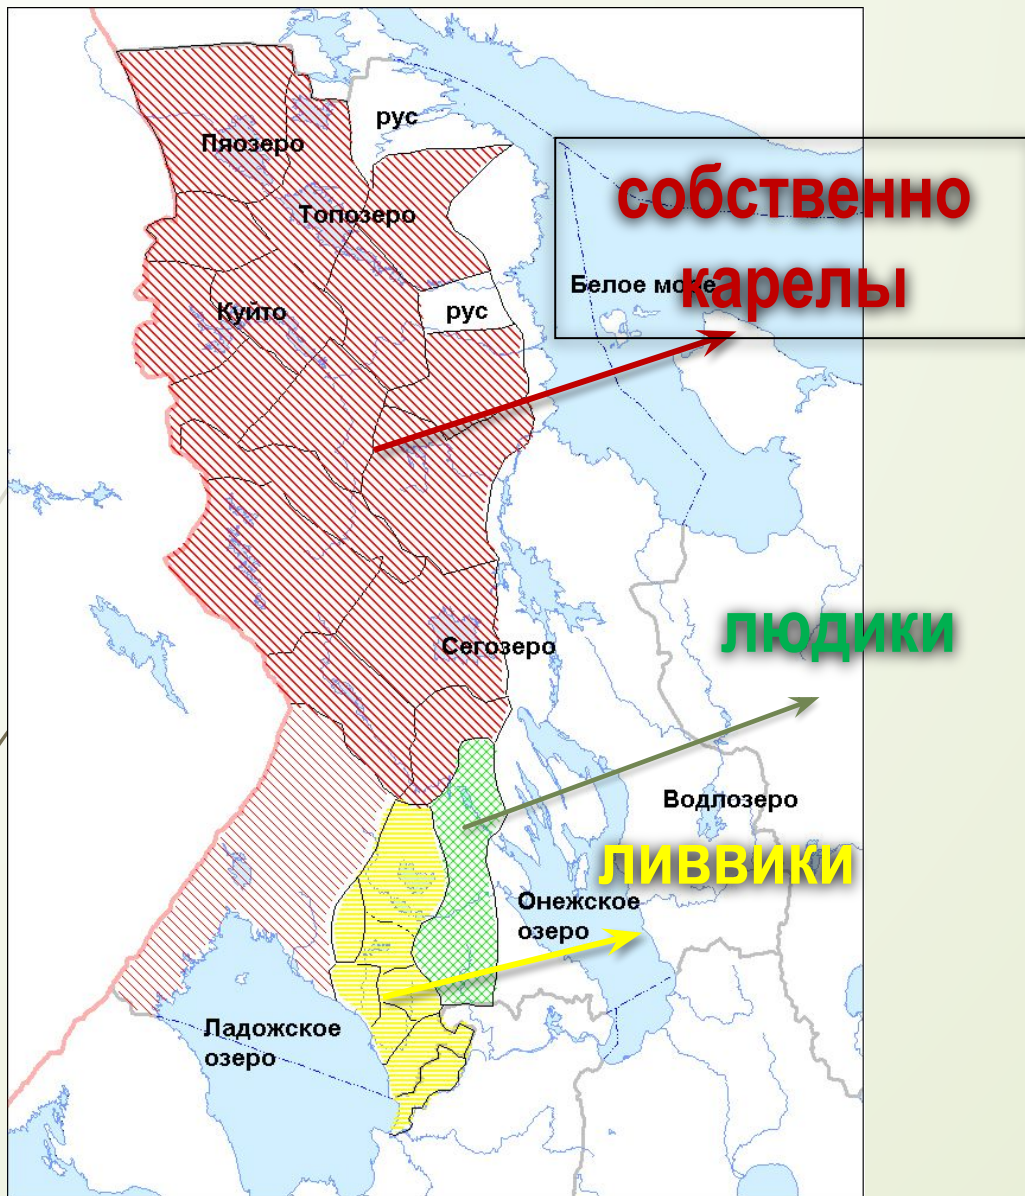 рус
Пяозеро
собственно
карелы
Топозеро
Белое море
Куйто
рус
людики
Сегозеро
Водлозеро
ливвики
Онежское
озеро
Ладожское
озеро